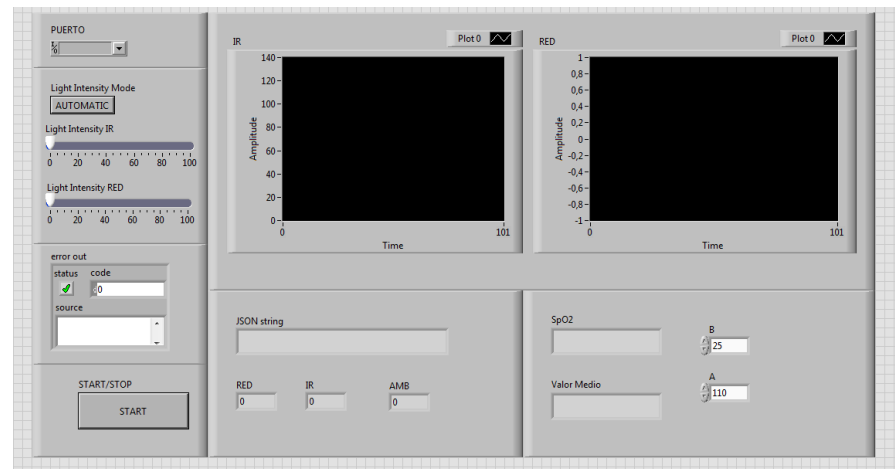 PUERTO
Light Intensity Mode
AUTOMATIC
Light Intensity IR
0 20 40 60 80 100
Light Intensity RED
0 20 40 60 80 100
error out
status code
0
source
START/STOP
START
IR
Plot 0
140
120
100
80
60
40
20
0
Amplitude
0 101
Time
RED
Plot 0
1
0,8
0,6
0,4
0,2
0
-0,2
-0,4
-0,6
-0,8
-1
Amplitude
0 101
Time
JSON string
RED IR AMB
0 0 0
SpO2
B
25
Valor Medio
A
110